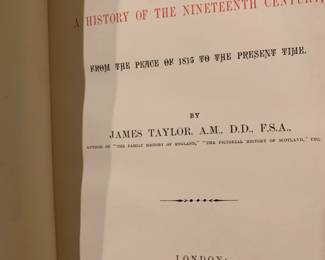 A HISTORY OF THE NINETEENTH CENTURY,
FROM THE PEACE OF 1815 TO THE PRESENT TIME.
BY
JAMES TAYLOR, A.M., D.D., F.S.A.,
AUTHOR OF "THE FAMILY HISTORY OF ENGLAND," "THE PICTORIAL HISTORY OF SCOTLAND," ETC.
LONDON: